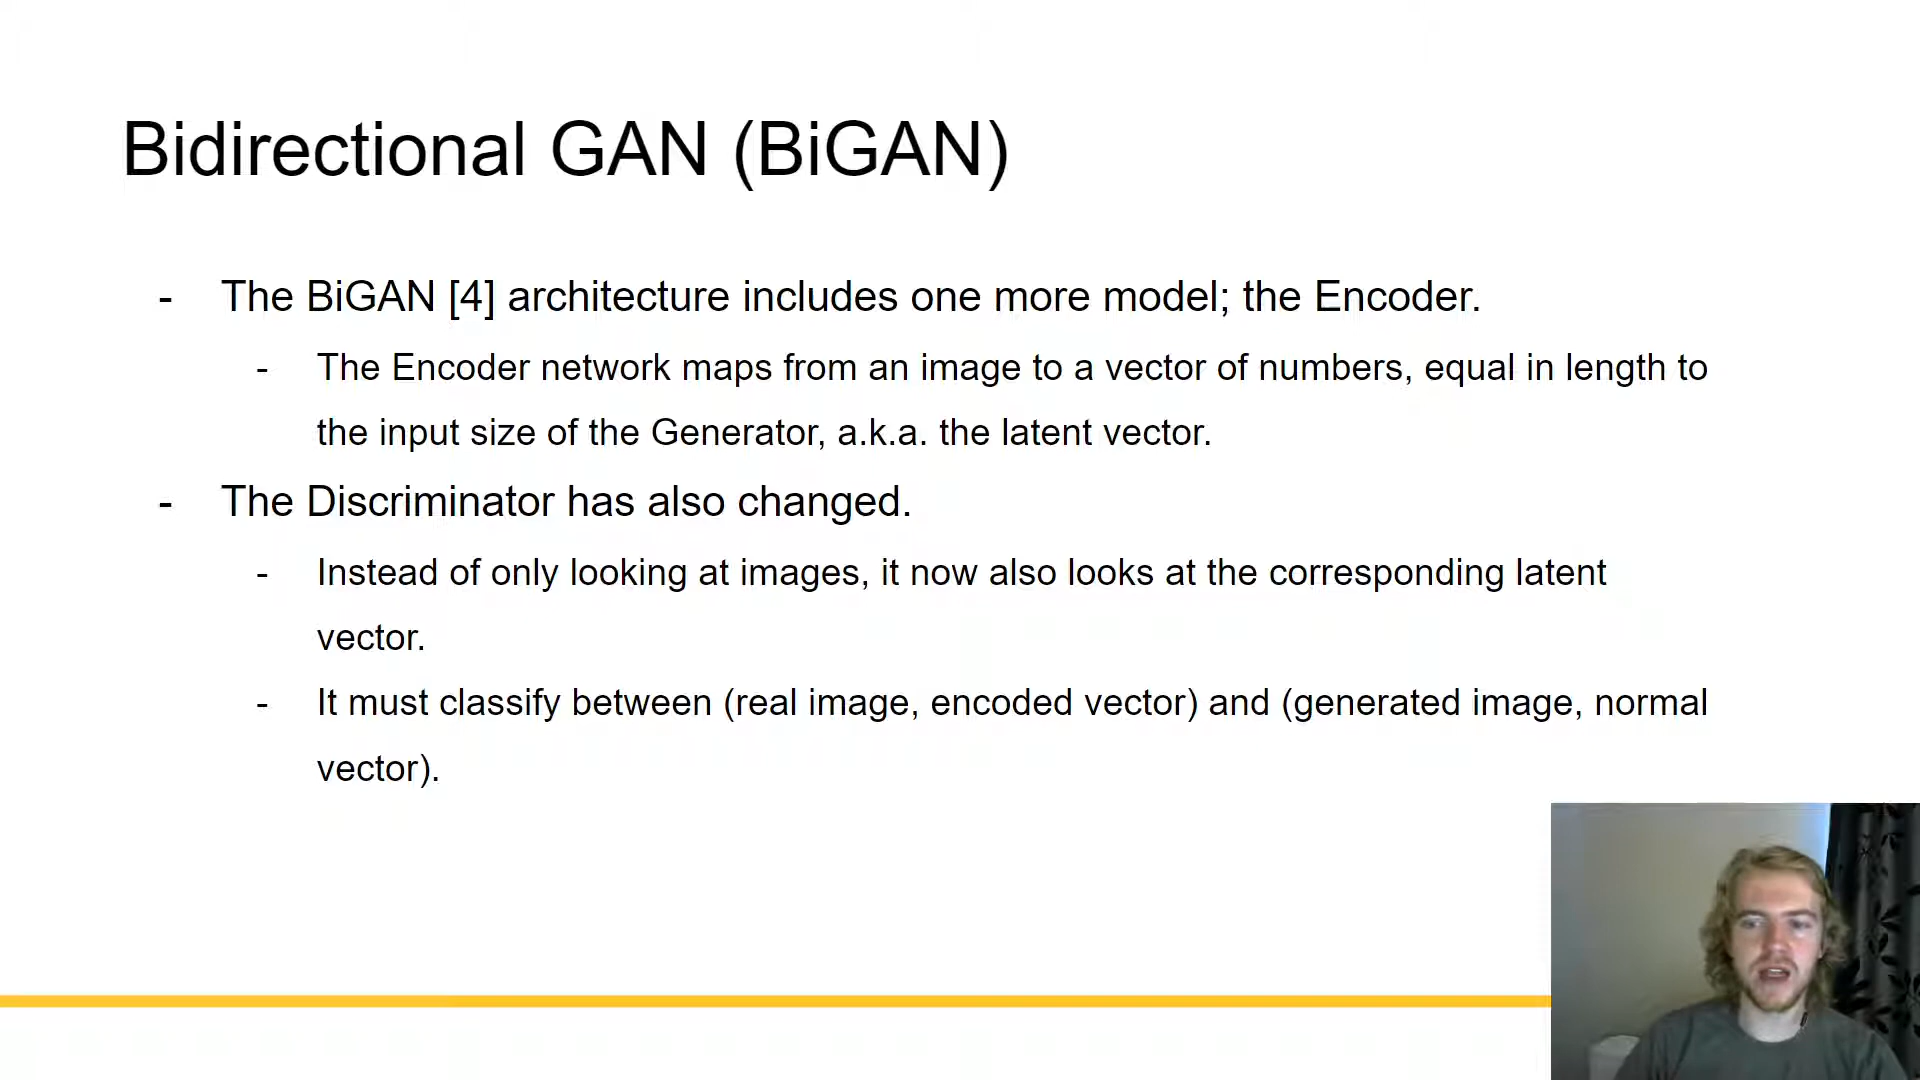 Bidirectional GAN (BiGAN)
- The BiGAN [4] architecture includes one more model; the Encoder.
- The Encoder network maps from an image to a vector of numbers, equal in length to
the input size of the Generator, a.k.a. the latent vector.
- The Discriminator has also changed.
- Instead of only looking at images, it now also looks at the corresponding latent
vector.
- It must classify between (real image, encoded vector) and (generated image, normal
vector).